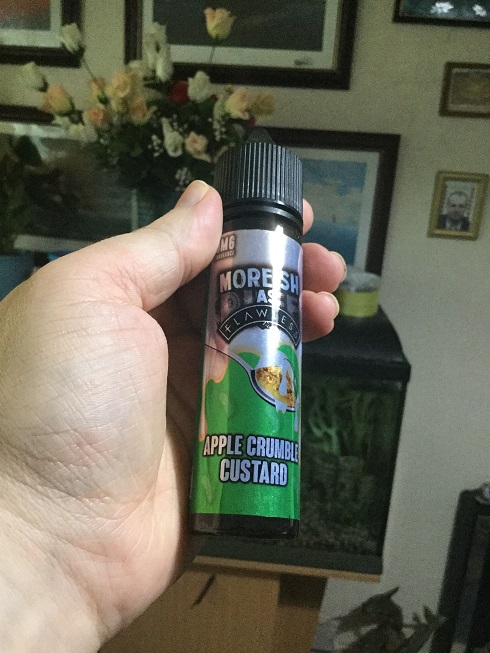 MG
MOREISH
AS
FLAWLESS
APPLE CRUMBLE
CUSTARD